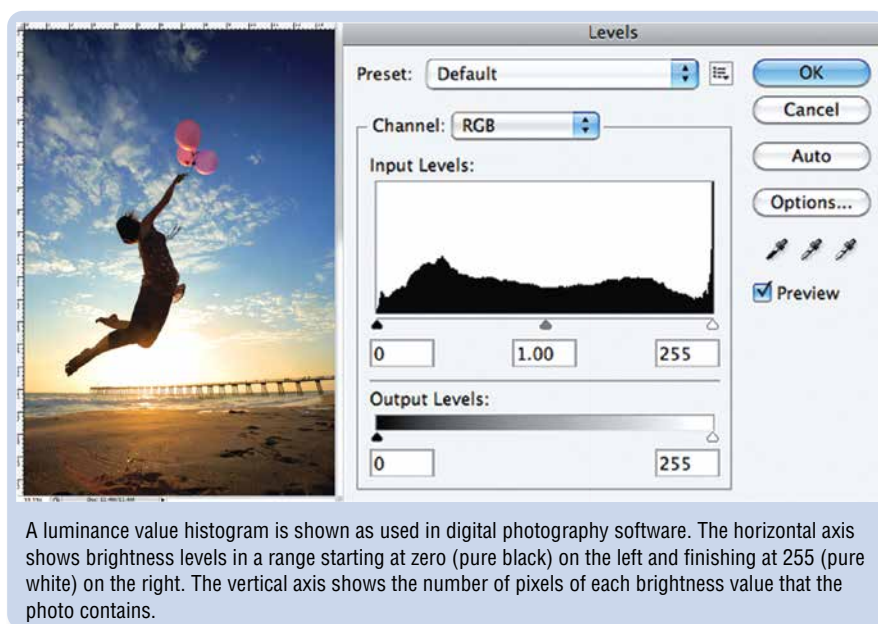 Levels
Preset: Default
OK
Cancel
Channel: RGB
Auto
Input Levels:
Options...
Preview
0 1.00 255
Output Levels:
0 255
A luminance value histogram is shown as used in digital photography software. The horizontal axis
shows brightness levels in a range starting at zero (pure black) on the left and finishing at 255 (pure
white) on the right. The vertical axis shows the number of pixels of each brightness value that the
photo contains.